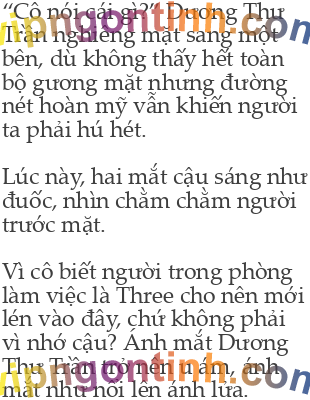 “Cô nói cái gì?” Dương Thư
Trần nghiêng mặt sang một
bên, dù không thấy hết toàn
bộ gương mặt nhưng đường
nét hoàn mỹ vẫn khiến người
ta phải hú hét.
Lúc này, hai mắt cậu sáng như
đuốc, nhìn chằm chằm người
trước mặt.
Vì cô biết người trong phòng
làm việc là Three cho nên mới
lén vào đây, chứ không phải
vì nhớ cậu? Ánh mắt Dương
Thư Trần trở nên u ám, ánh
mắt như nổi lên ánh lửa.
vipngontinh.com
vipngontinh.com